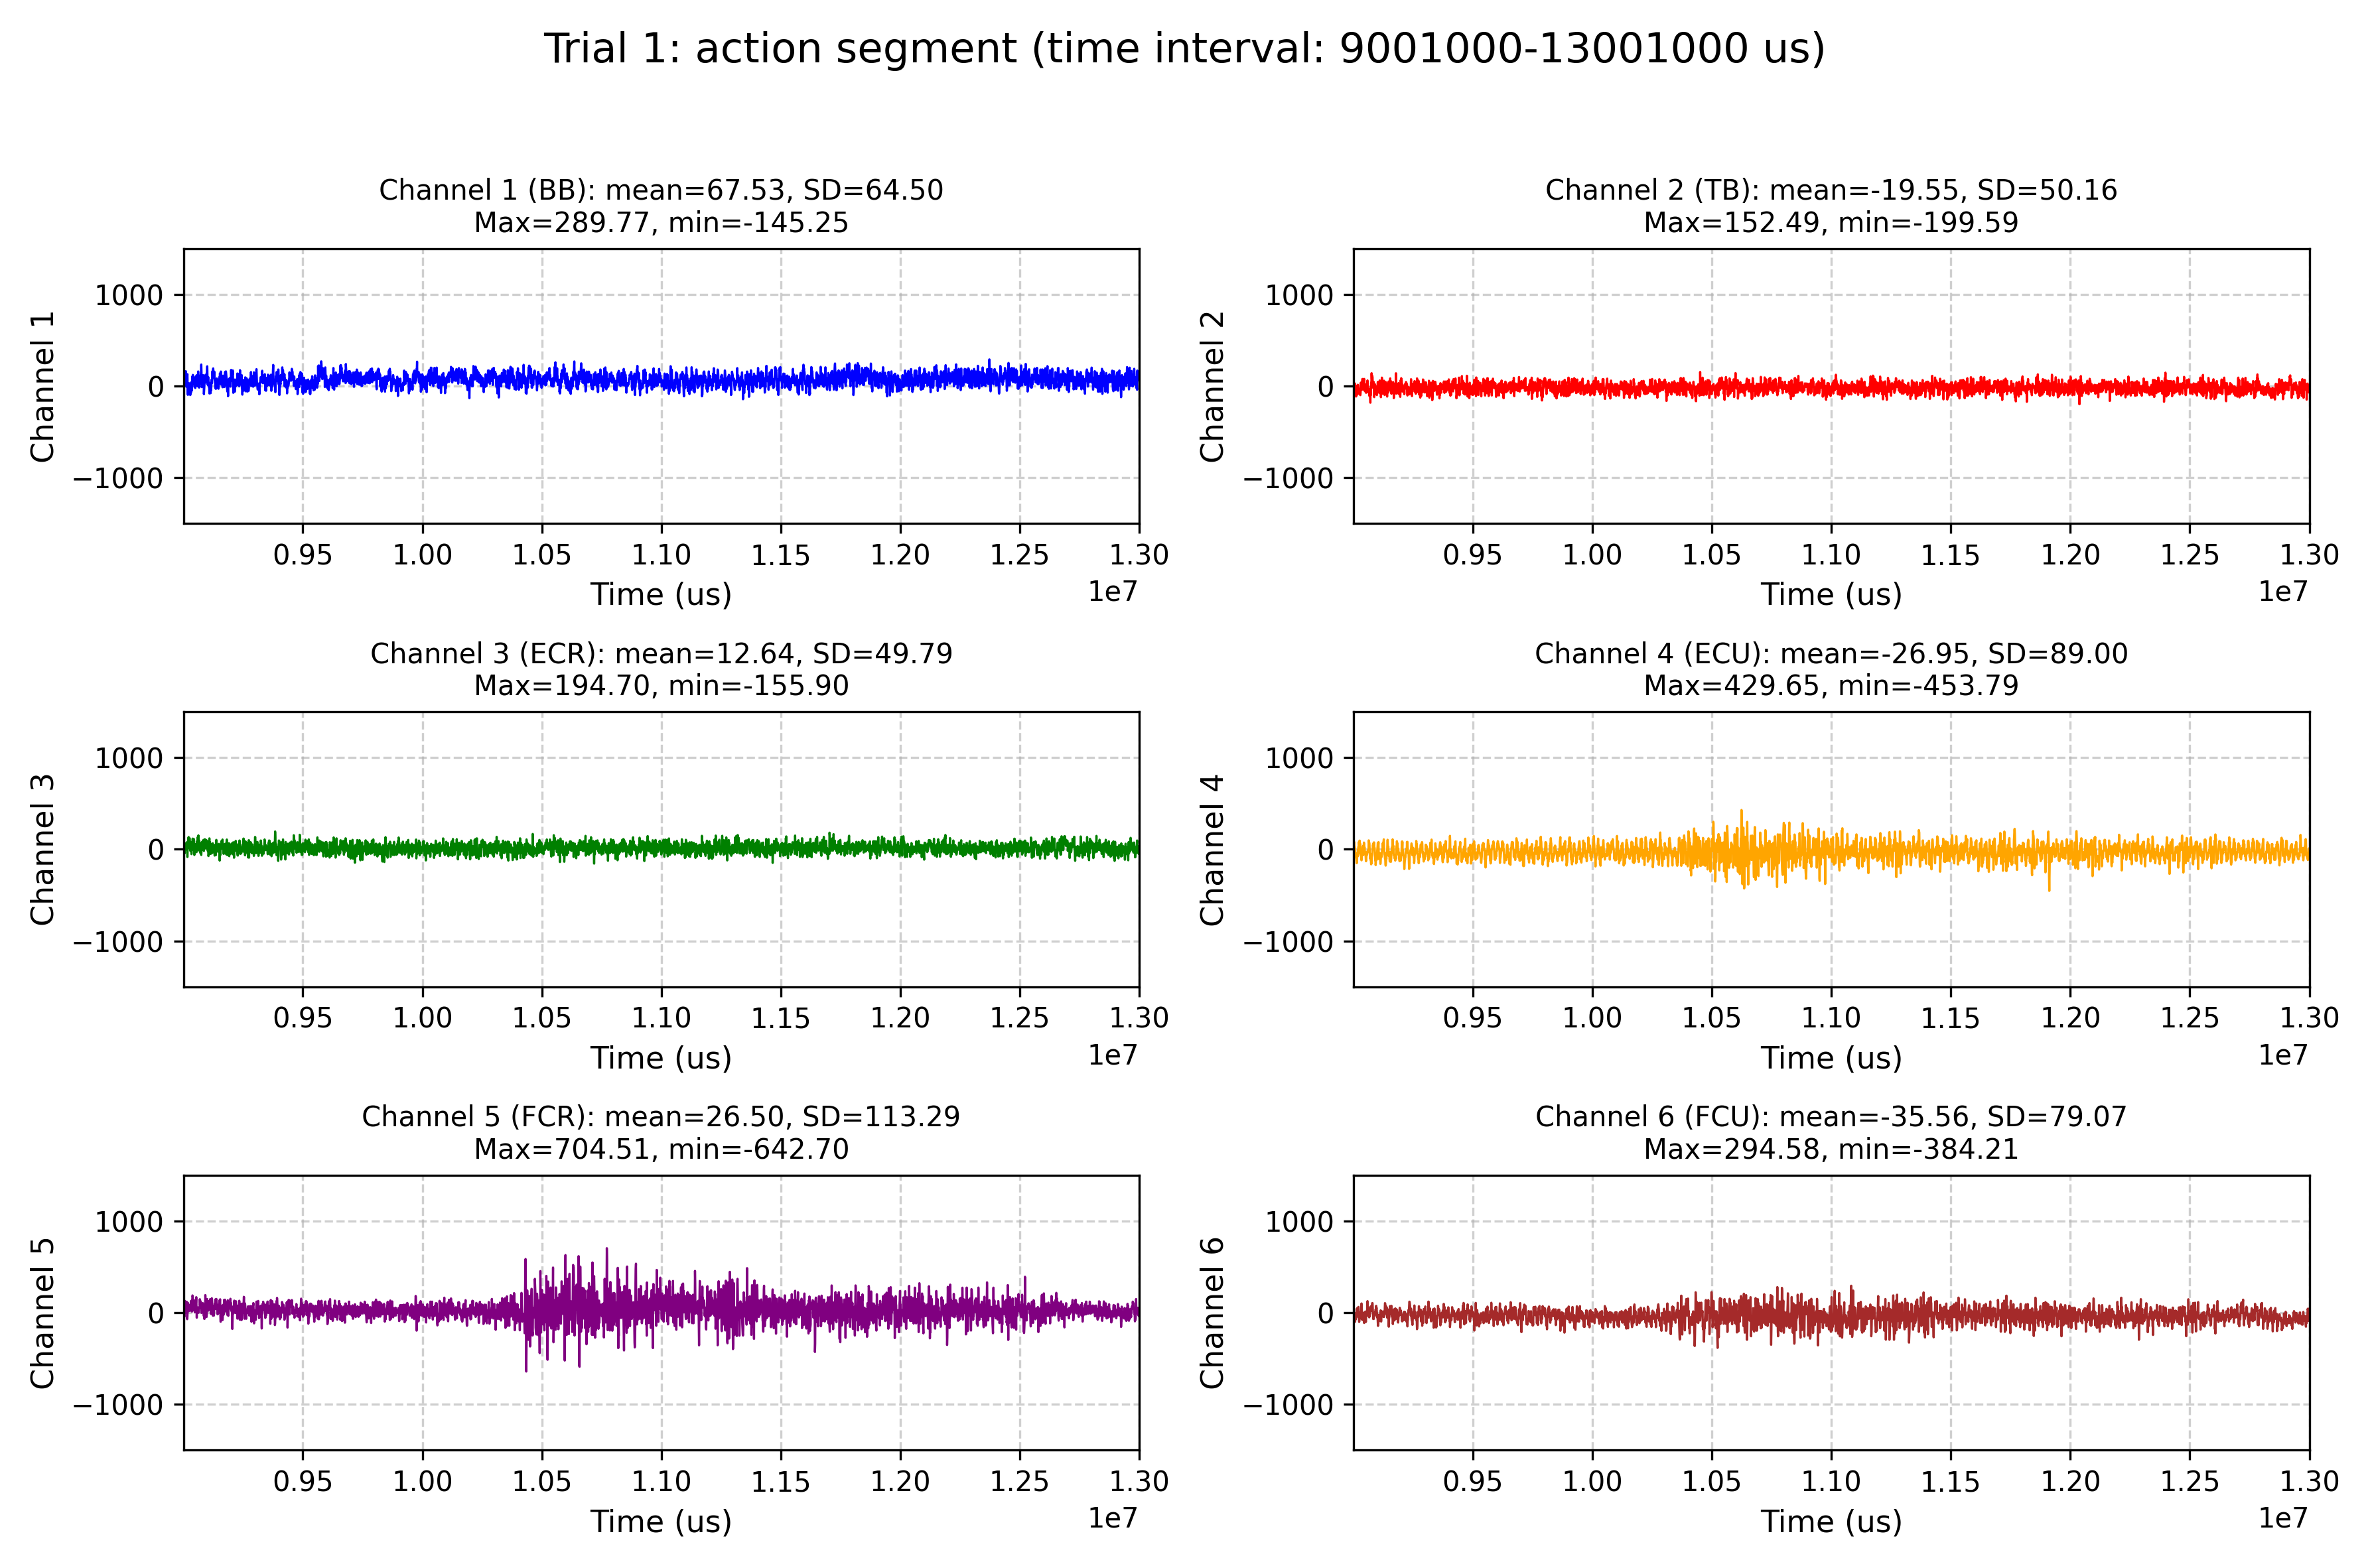 Trial 1: action segment (time interval: 9001000-13001000 us)
Channel 1 (BB): mean=67.53, SD=64.50
Max=289.77, min=-145.25
Channel 1
1000
0
−1000
0.95 1.00 1.05 1.10 1.15 1.20 1.25 1.30
1e7
Time (us)
Channel 2 (TB): mean=-19.55, SD=50.16
Max=152.49, min=-199.59
Channel 2
1000
0
−1000
0.95 1.00 1.05 1.10 1.15 1.20 1.25 1.30
1e7
Time (us)
Channel 3 (ECR): mean=12.64, SD=49.79
Max=194.70, min=-155.90
Channel 3
1000
0
−1000
0.95 1.00 1.05 1.10 1.15 1.20 1.25 1.30
1e7
Time (us)
Channel 4 (ECU): mean=-26.95, SD=89.00
Max=429.65, min=-453.79
Channel 4
1000
0
−1000
0.95 1.00 1.05 1.10 1.15 1.20 1.25 1.30
1e7
Time (us)
Channel 5 (FCR): mean=26.50, SD=113.29
Max=704.51, min=-642.70
Channel 5
1000
0
−1000
0.95 1.00 1.05 1.10 1.15 1.20 1.25 1.30
1e7
Time (us)
Channel 6 (FCU): mean=-35.56, SD=79.07
Max=294.58, min=-384.21
Channel 6
1000
0
−1000
0.95 1.00 1.05 1.10 1.15 1.20 1.25 1.30
1e7
Time (us)